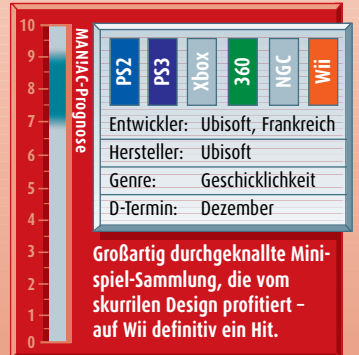 10
9
8
7
6
5
4
3
2
1
0
MAN!AC-Prognose
PS2 PS3 Xbox 360 NGC Wii
Entwickler: Ubisoft, Frankreich
Hersteller: Ubisoft
Genre: Geschicklichkeit
D-Termin: Dezember
Großartig durchgeknallte Mini-
spiel-Sammlung, die vom
skurrilen Design profitiert –
auf Wii definitiv ein Hit.